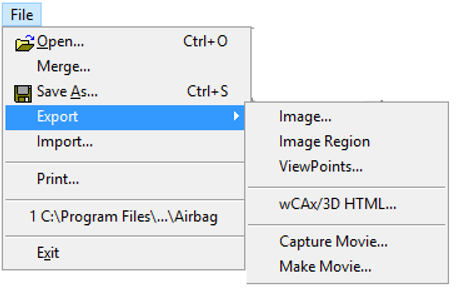 File
Open... Ctrl+O
Merge...
Save As... Ctrl+S
Export
Import...
Print...
1 C:\Program Files\...\Airbag
Exit
Image...
Image Region
ViewPoints...
wCAx/3D HTML...
Capture Movie...
Make Movie...